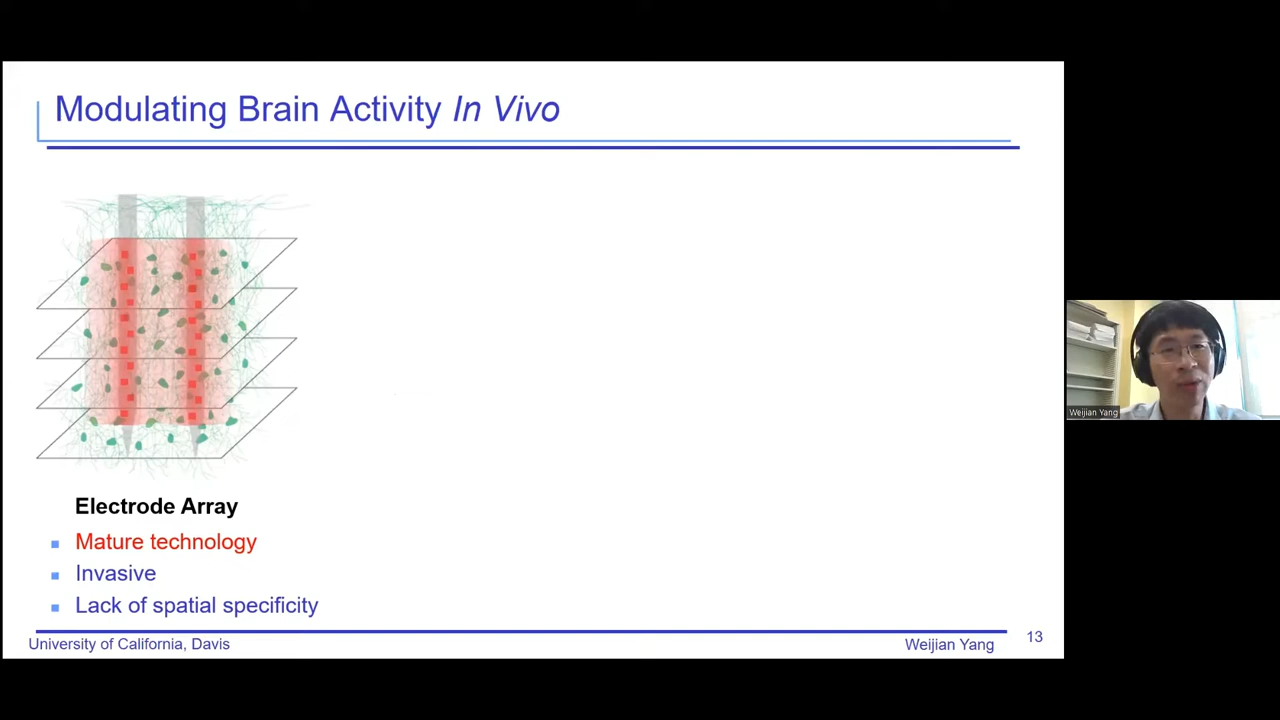 Modulating Brain Activity In Vivo
Electrode Array
Mature technology
Invasive
Lack of spatial specificity
University of California, Davis
Weijian Yang
13
Weijian Yang